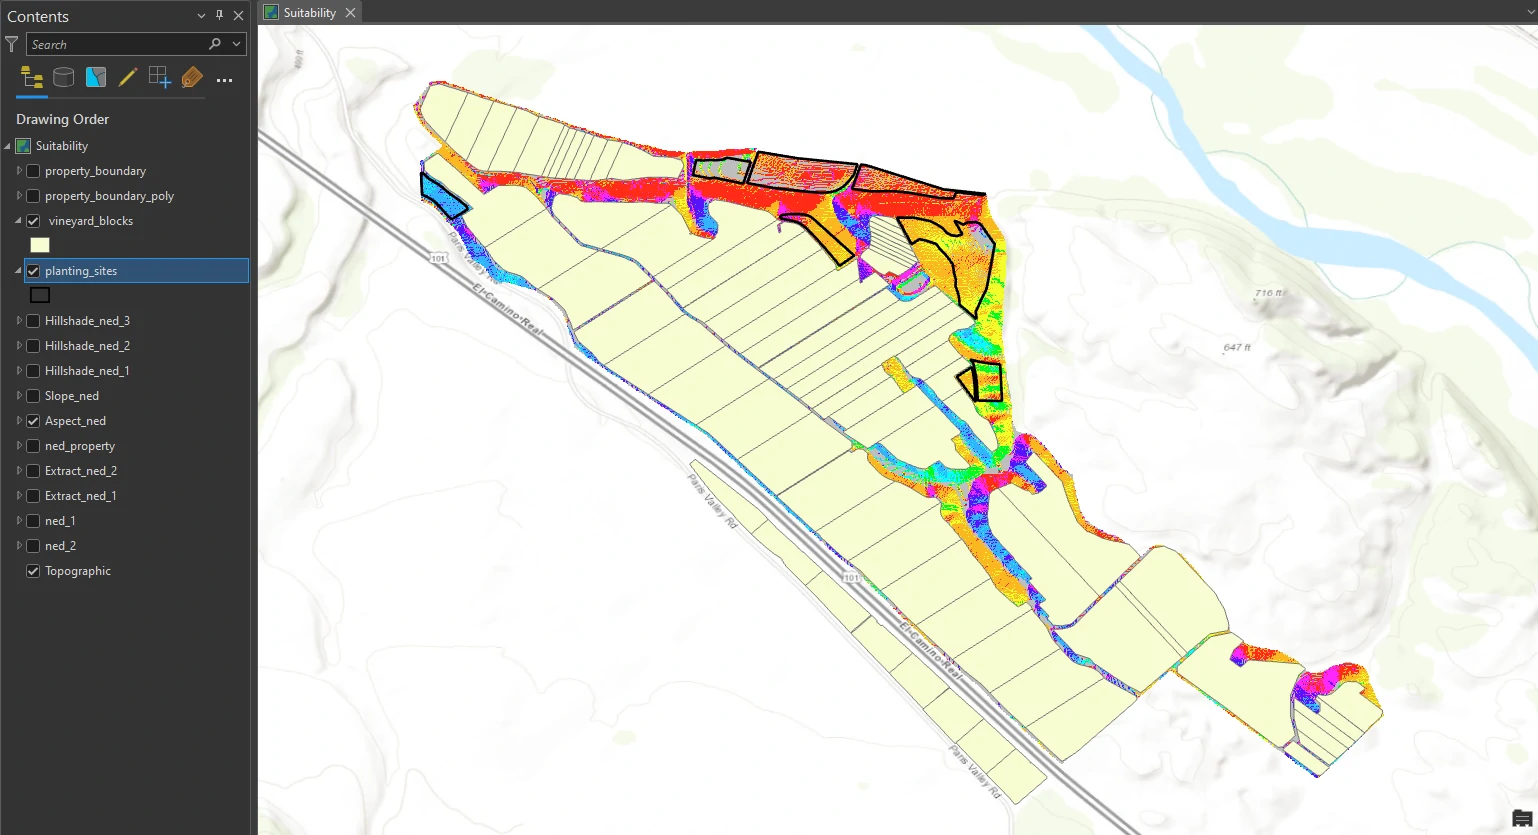 Contents
Suitability
Search
Drawing Order
Suitability
property_boundary
property_boundary_poly
vineyard_blocks
planting_sites
Hillshade_ned_3
Hillshade_ned_2
Hillshade_ned_1
Slope_ned
Aspect_ned
ned_property
Extract_ned_2
Extract_ned_1
ned_1
ned_2
Topographic
Paris Valley Rd
101
El-Camino-Real
716 ft
647 ft
Paris Valley Rd
101
El-Camino-Real
Paris Valley Rd